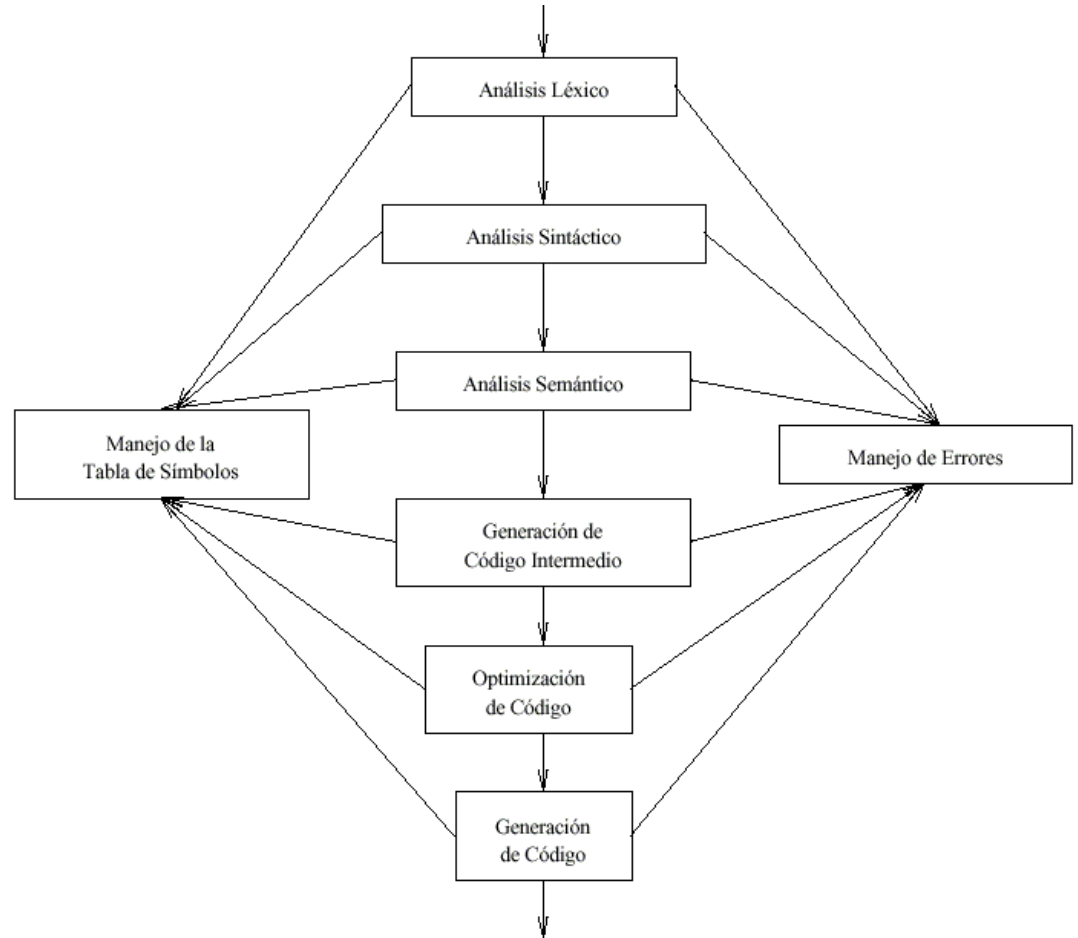 Análisis Léxico
Análisis Sintáctico
Análisis Semántico
Manejo de la
Tabla de Símbolos
Manejo de Errores
Generación de
Código Intermedio
Optimización
de Código
Generación
de Código